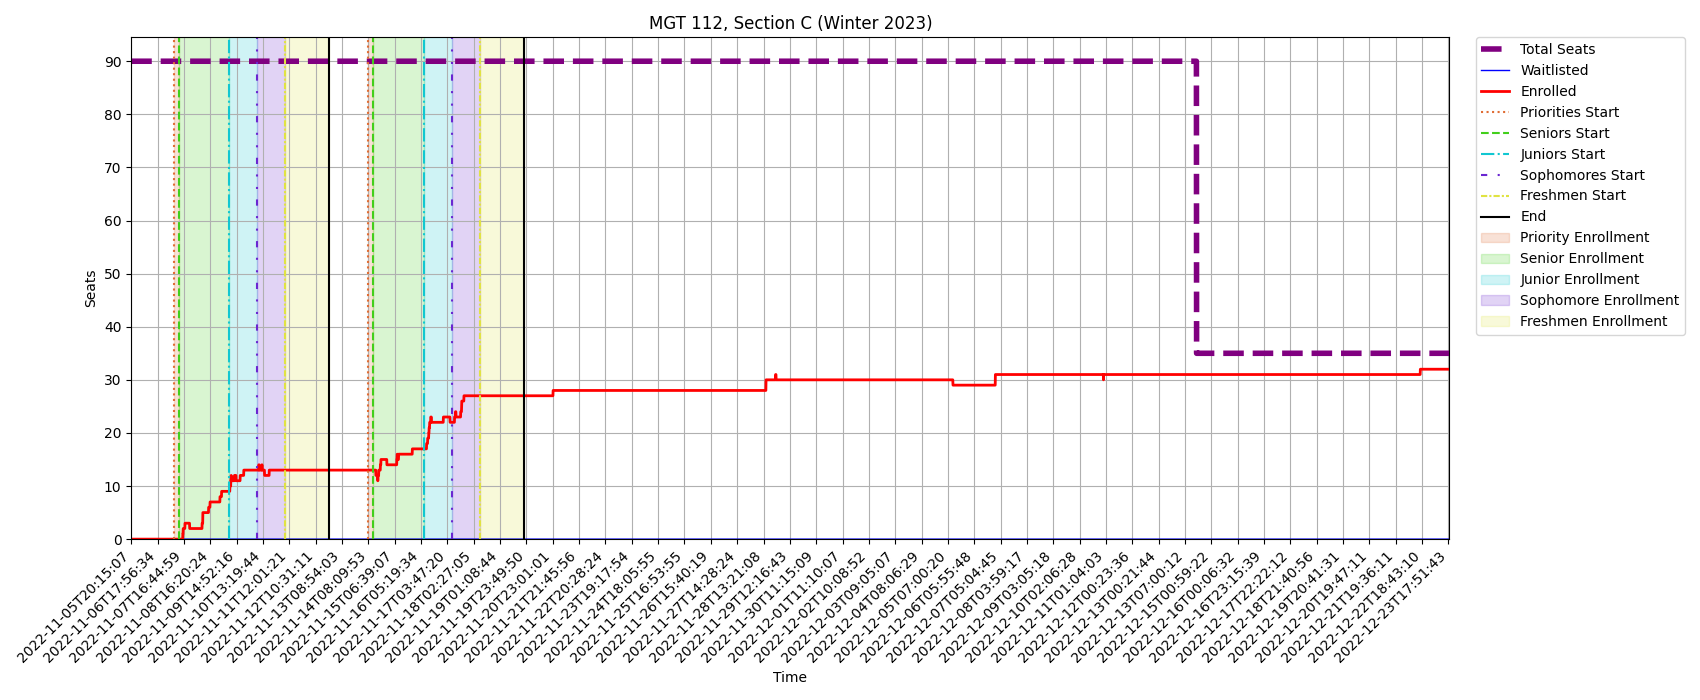 MGT 112, Section C (Winter 2023)
Seats
90
80
70
60
50
40
30
20
10
0
2022-11-05T20:15:07
2022-11-06T17:56:34
2022-11-07T16:44:59
2022-11-08T16:20:24
2022-11-09T14:52:16
2022-11-10T13:19:44
2022-11-11T12:01:21
2022-11-12T10:31:11
2022-11-13T08:54:03
2022-11-14T08:09:53
2022-11-15T06:39:07
2022-11-16T05:19:34
2022-11-17T03:47:20
2022-11-18T02:27:05
2022-11-19T01:08:44
2022-11-19T23:49:50
2022-11-20T23:01:01
2022-11-21T21:45:56
2022-11-22T20:28:24
2022-11-23T19:17:54
2022-11-24T18:05:55
2022-11-25T16:53:55
2022-11-26T15:40:19
2022-11-27T14:28:24
2022-11-28T13:21:08
2022-11-29T12:16:43
2022-11-30T11:15:09
2022-12-01T11:10:07
2022-12-02T10:08:52
2022-12-03T09:05:07
2022-12-04T08:06:29
2022-12-05T07:00:20
2022-12-06T05:55:48
2022-12-07T05:04:45
2022-12-08T03:59:17
2022-12-09T03:05:18
2022-12-10T02:06:28
2022-12-11T01:04:03
2022-12-12T00:23:36
2022-12-13T00:21:44
2022-12-13T07:00:12
2022-12-15T00:59:22
2022-12-16T00:06:32
2022-12-16T23:15:39
2022-12-17T22:22:12
2022-12-18T21:40:56
2022-12-19T20:41:31
2022-12-20T19:47:11
2022-12-21T19:36:11
2022-12-22T18:43:10
2022-12-23T17:51:43
Time
Total Seats
Waitlisted
Enrolled
Priorities Start
Seniors Start
Juniors Start
Sophomores Start
Freshmen Start
End
Priority Enrollment
Senior Enrollment
Junior Enrollment
Sophomore Enrollment
Freshmen Enrollment